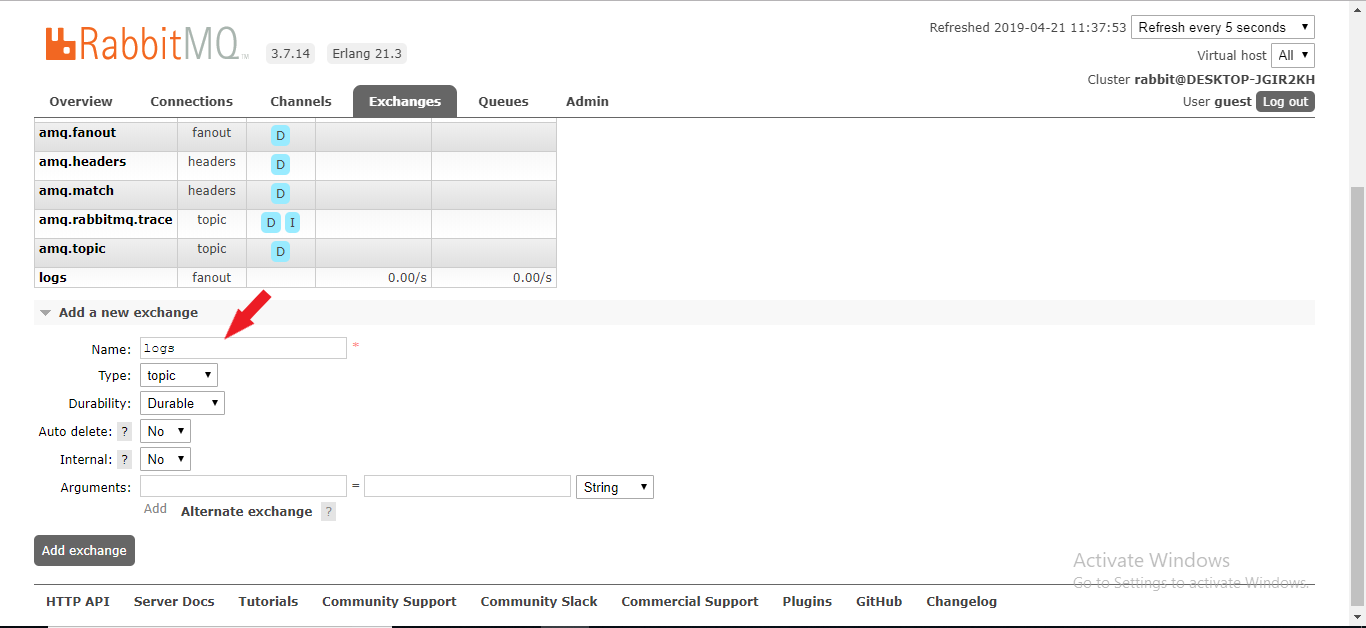 Refreshed 2019-04-21 11:37:53 Refresh every 5 seconds
RabbitMQ TM 3.7.14 Erlang 21.3
Virtual host All
Cluster rabbit@DESKTOP-JGIR2KH
User guest Log out
Overview Connections Channels Exchanges Queues Admin
amq.fanout fanout D
amq.headers headers D
amq.match headers D
amq.rabbitmq.trace topic D I
amq.topic topic D
logs fanout 0.00/s 0.00/s
Add a new exchange
Name: logs *
Type: topic
Durability: Durable
Auto delete: ? No
Internal: ? No
Arguments: = String
Add Alternate exchange ?
Add exchange
Activate Windows
Go to Settings to activate Windows.
HTTP API Server Docs Tutorials Community Support Community Slack Commercial Support Plugins GitHub Changelog